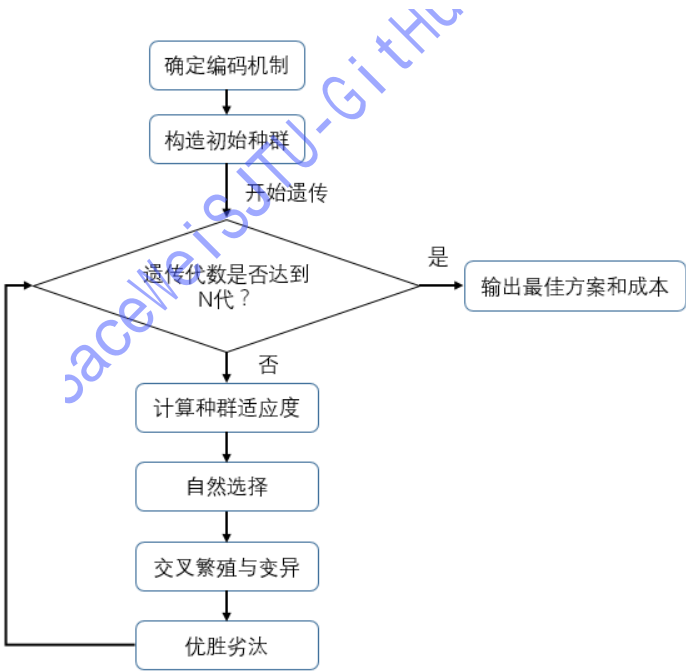 确定编码机制
构造初始种群
开始遗传
遗传代数是否达到
N代？
是
输出最佳方案和成本
否
计算种群适应度
自然选择
交叉繁殖与变异
优胜劣汰
aceWeiSJTU-GitHu